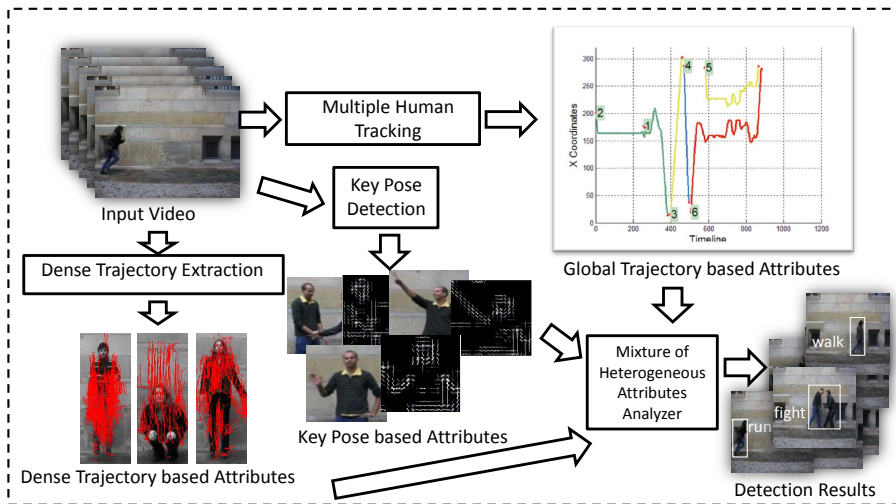 Multiple Human
Tracking
Key Pose
Detection
Input Video
Dense Trajectory Extraction
Dense Trajectory based Attributes
Key Pose based Attributes
X Coordinates
300
250
200
150
100
50
0
0
200
400
600
800
1000
1200
Timeline
2
1
3
4
5
6
Global Trajectory based Attributes
Mixture of
Heterogeneous
Attributes
Analyzer
walk
fight
run
Detection Results